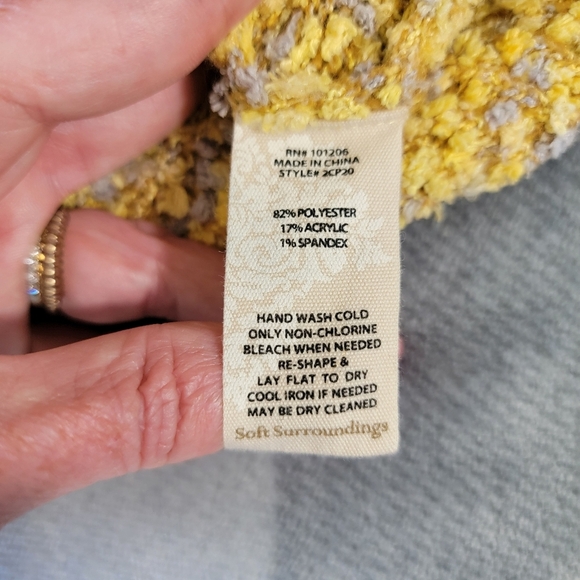 RN# 101206
MADE IN CHINA
STYLE# 2CP20
82% POLYESTER
17% ACRYLIC
1% SPANDEX
HAND WASH COLD
ONLY NON-CHLORINE
BLEACH WHEN NEEDED
RE-SHAPE &
LAY FLAT TO DRY
COOL IRON IF NEEDED
MAY BE DRY CLEANED
Soft Surroundings